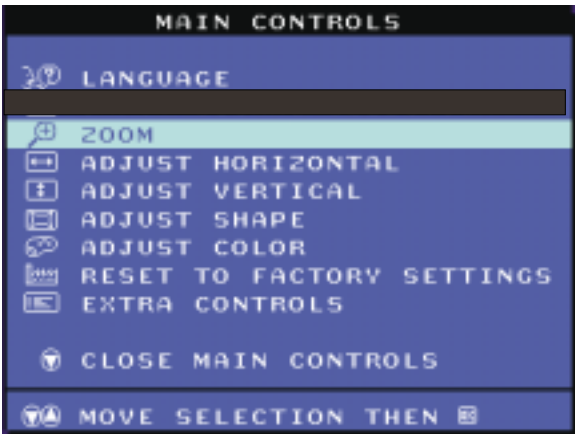 MAIN CONTROLS
LANGUAGE
ZOOM
ADJUST HORIZONTAL
ADJUST VERTICAL
ADJUST SHAPE
ADJUST COLOR
RESET TO FACTORY SETTINGS
EXTRA CONTROLS
CLOSE MAIN CONTROLS
MOVE SELECTION THEN